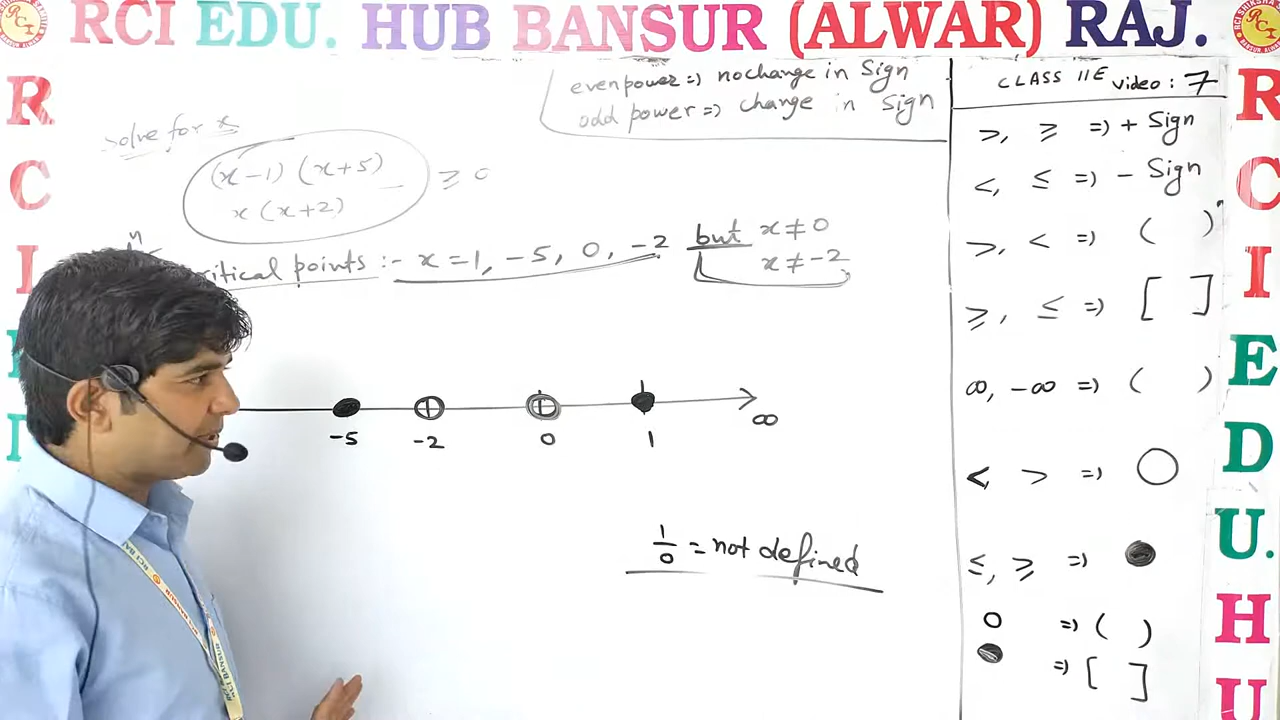 RCI EDU. HUB BANSUR (ALWAR) RAJ.
R
C
I
R
C
I
E
D
U.
H
U
even power => no change in Sign
odd power => change in Sign
CLASS 11E video : 7
>, ≥ => + Sign
<, ≤ => - Sign
>, < => ( )
≥, ≤ => [ ]
∞, -∞ => ( )
< > => ○
≤, ≥ => ●
○ => ( )
● => [ ]
Solve for x
(x-1) (x+5)
x (x+2)
≥ 0
critical points :- x = 1, -5, 0, -2 but x ≠ 0
x ≠ -2
-5 -2 0 1 ∞
1/0 = not defined